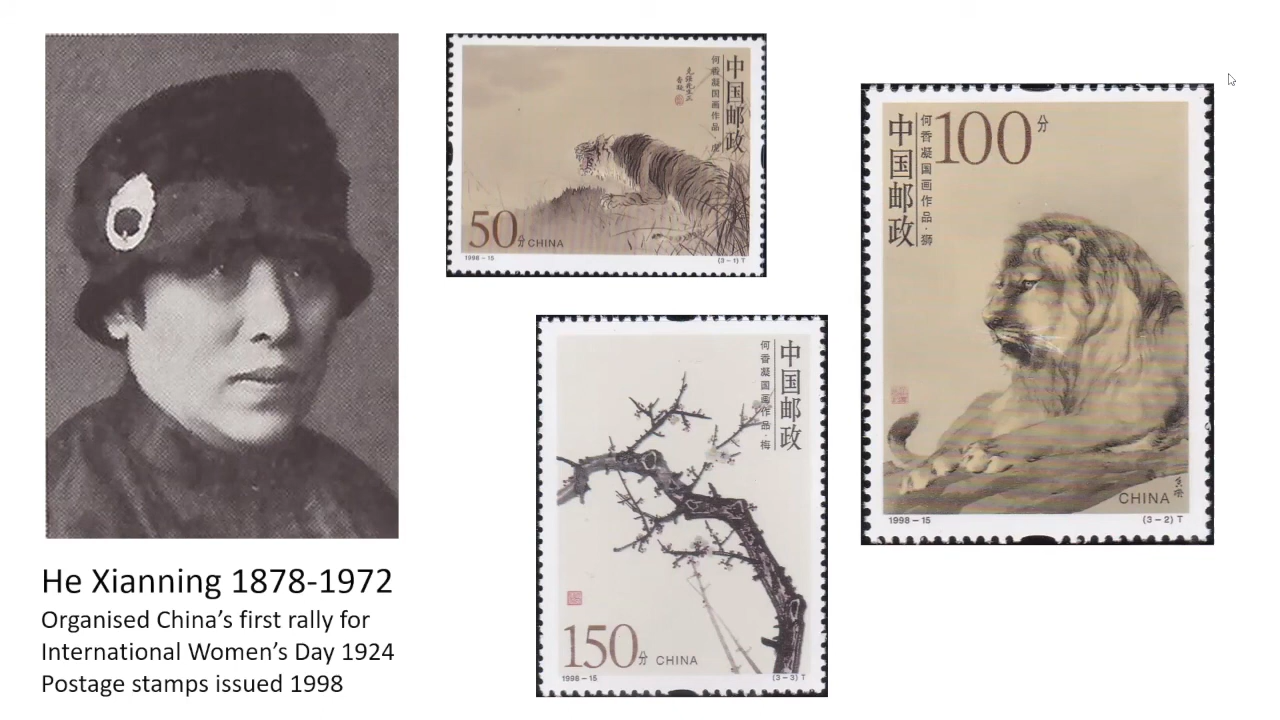 He Xianning 1878-1972
Organised China's first rally for
International Women's Day 1924
Postage stamps issued 1998
中国邮政
何香凝国画作品·虎
50分 CHINA
1998-15
(3-1) T
中国邮政
何香凝国画作品·梅
150分 CHINA
1998-15
(3-3) T
中国邮政
何香凝国画作品·狮
100分
CHINA
1998-15
(3-2) T